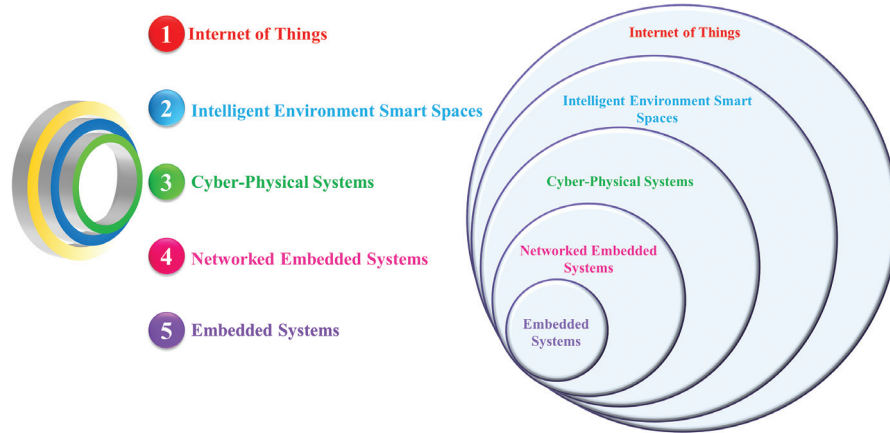 1 Internet of Things
2 Intelligent Environment Smart Spaces
3 Cyber-Physical Systems
4 Networked Embedded Systems
5 Embedded Systems
Internet of Things
Intelligent Environment Smart
Spaces
Cyber-Physical Systems
Networked Embedded
Systems
Embedded
Systems